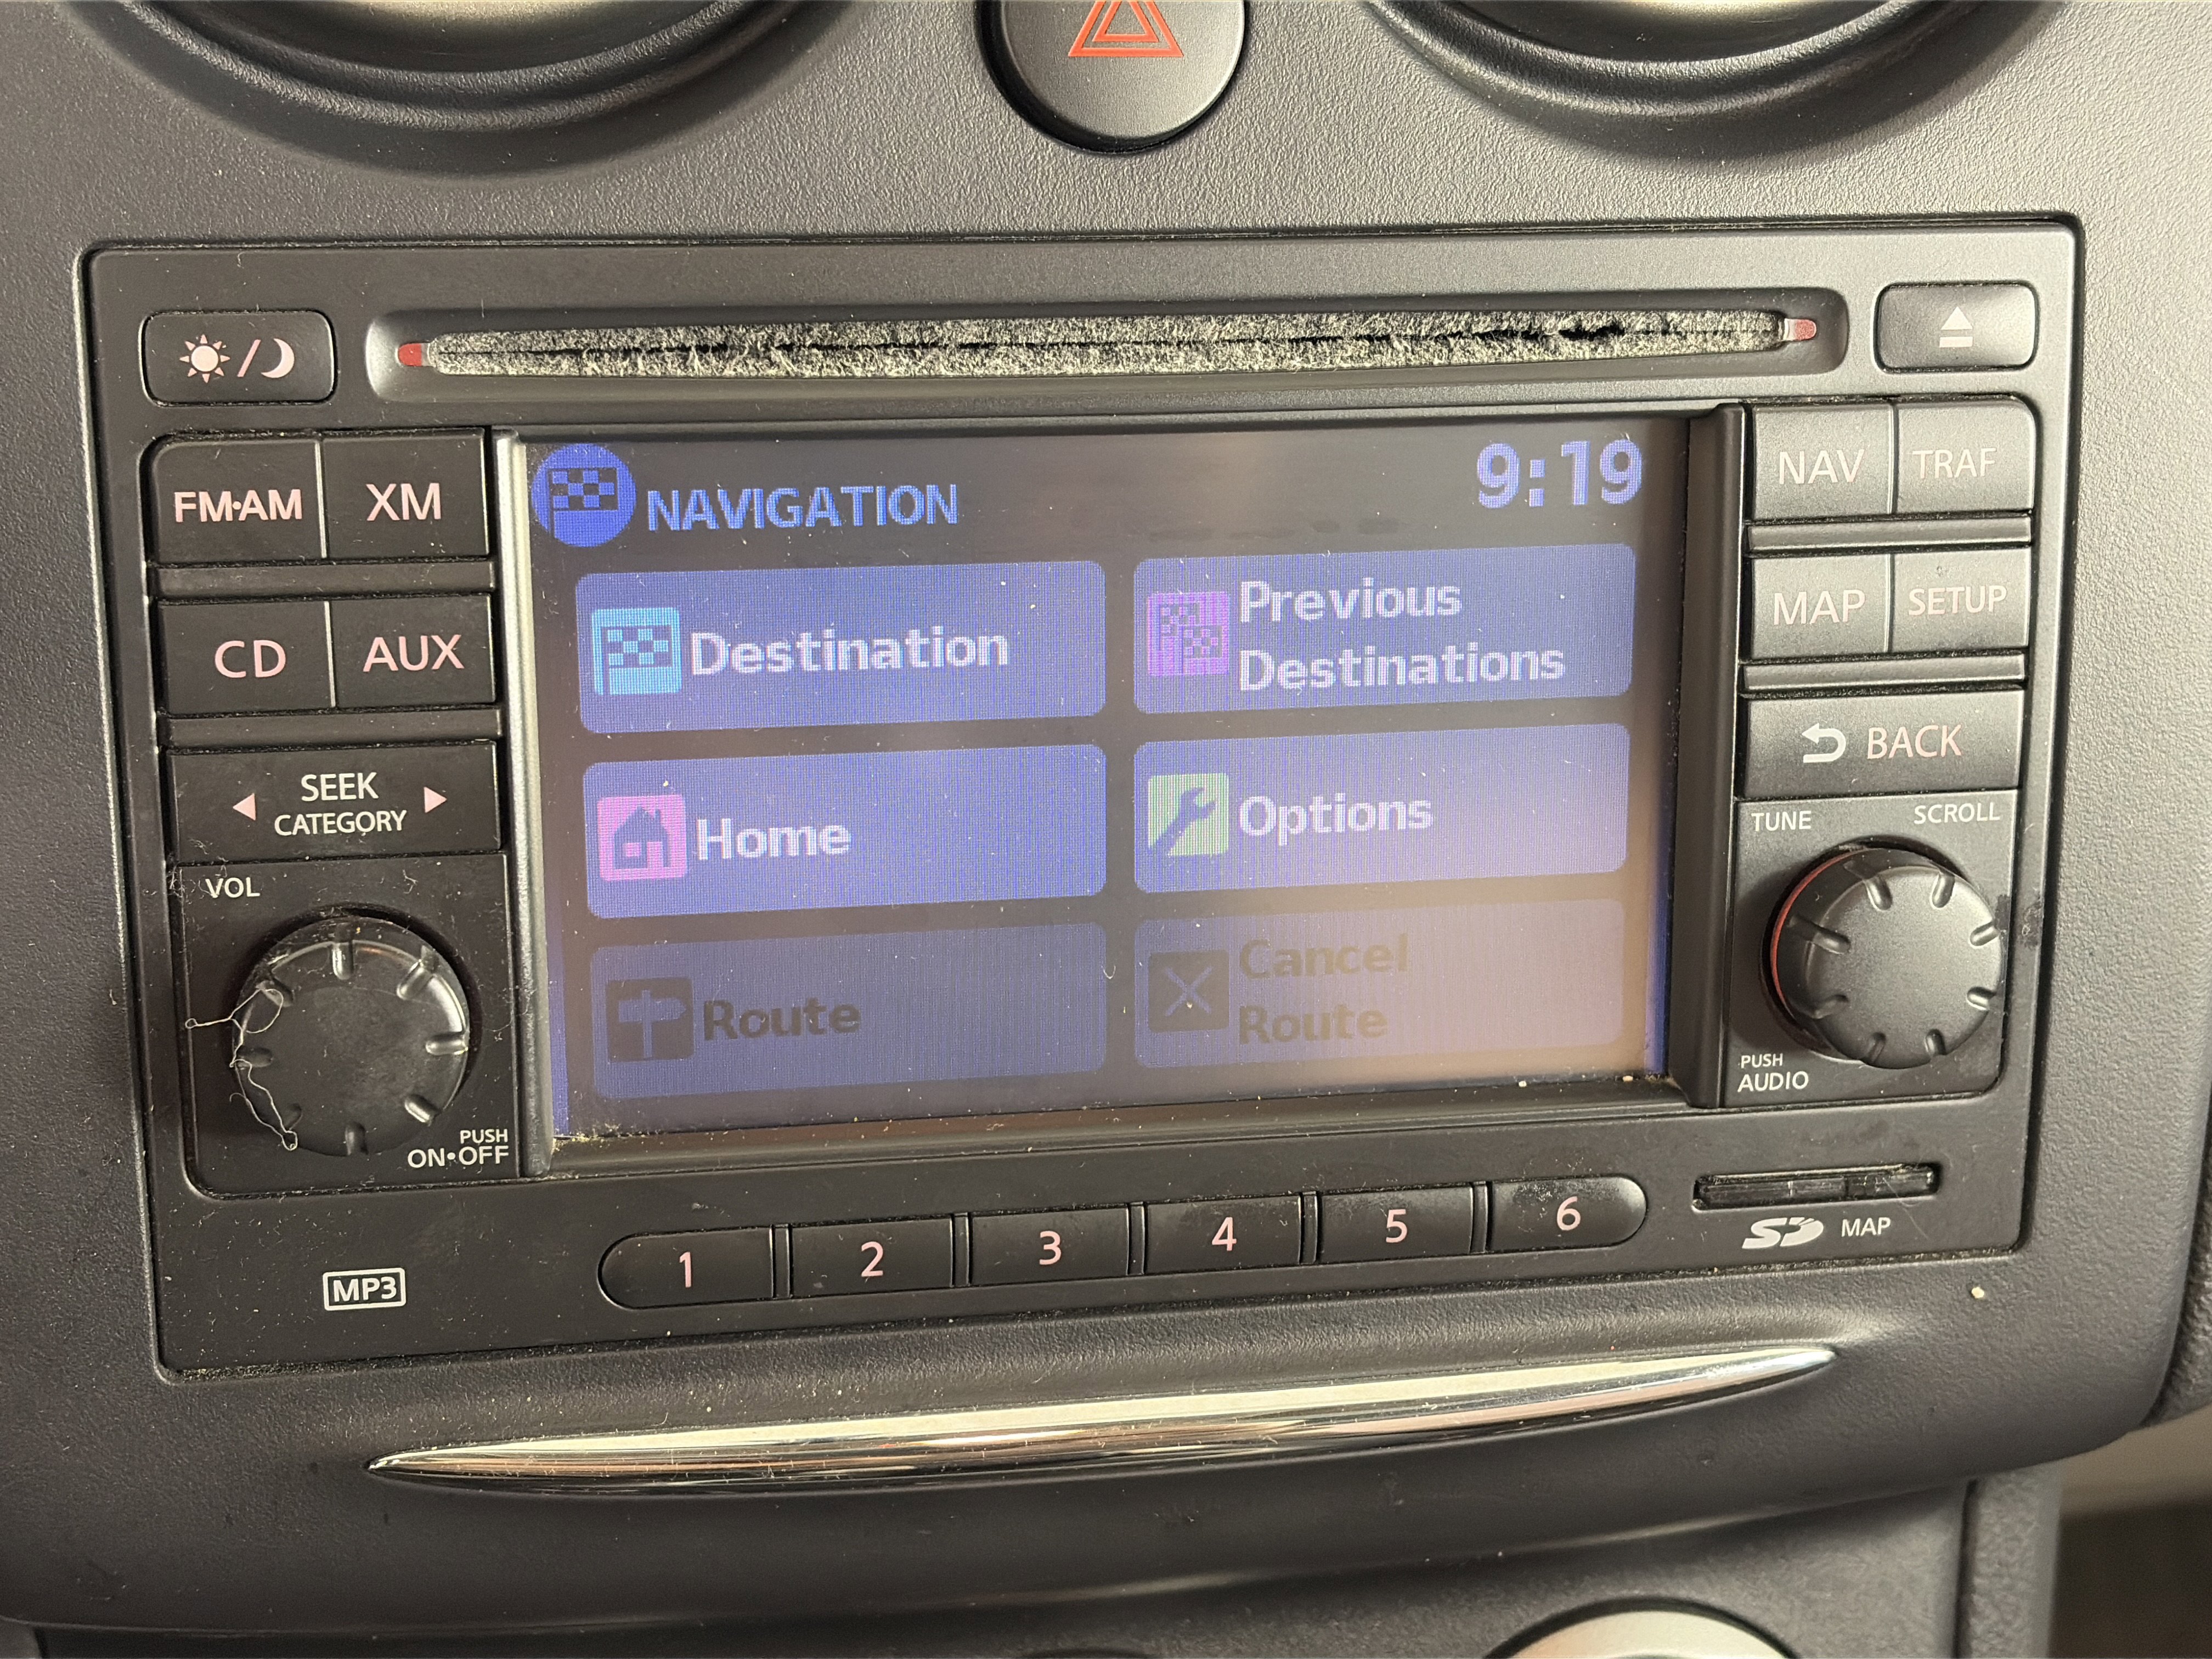 FM·AM
XM
CD
AUX
SEEK
CATEGORY
VOL
PUSH
ON•OFF
NAVIGATION
9:19
Destination
Previous
Destinations
Home
Options
Route
Cancel
Route
NAV
TRAF
MAP
SETUP
BACK
TUNE
SCROLL
PUSH
AUDIO
MP3
1
2
3
4
5
6
SD
MAP